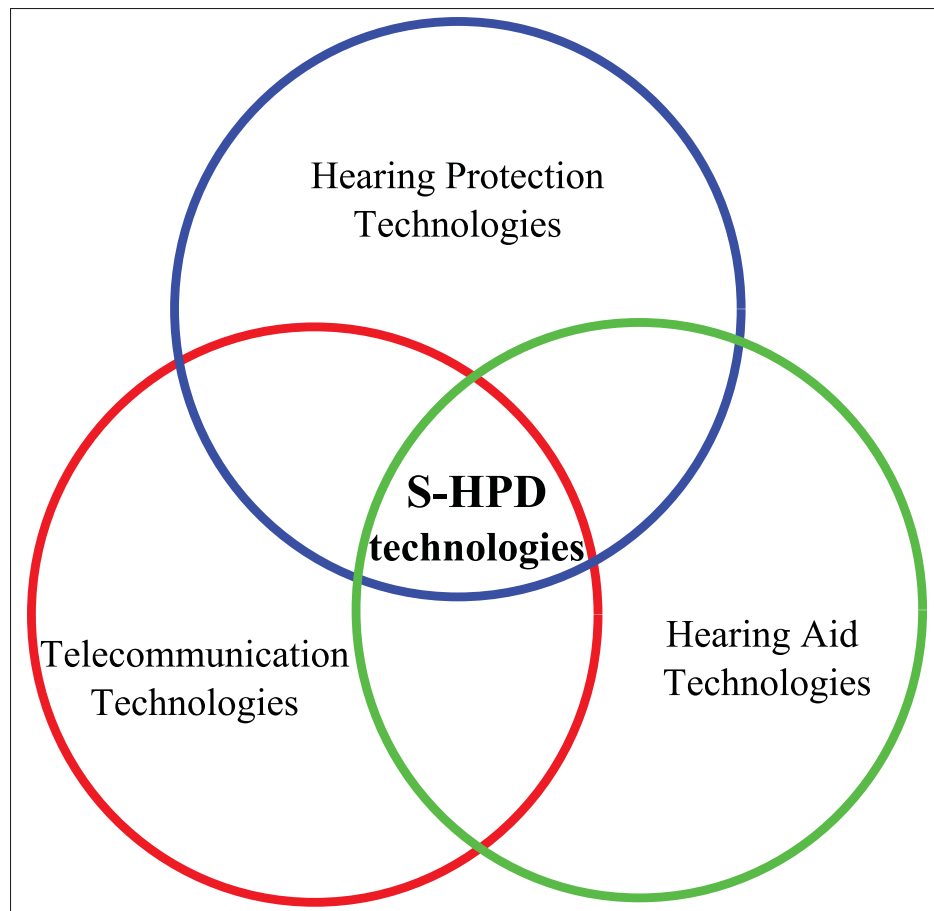 Hearing Protection
Technologies
S-HPD
technologies
Telecommunication
Technologies
Hearing Aid
Technologies